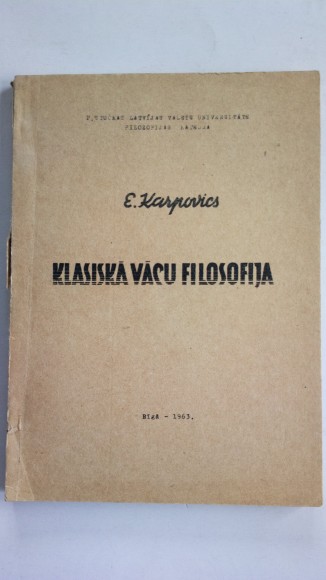 P.STUČKAS LATVIJAS VALSTS UNIVERSITĀTE
FILOZOFIJAS KATEDRA
E. Karpovics
KLASISKĀ VĀCU FILOSOFIJA
Rīgā - 1963.